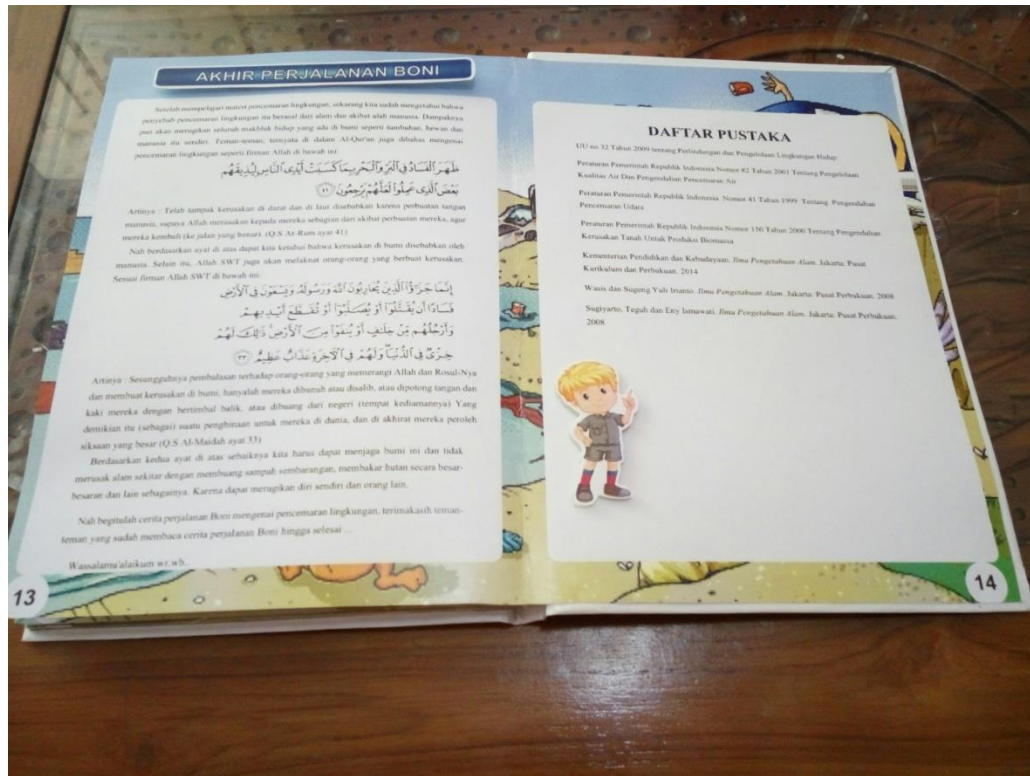 AKHIR PERJALANAN BONI
Setelah mempelajari materi pencemaran lingkungan, sekarang kita sudah mengetahui bahwa
penyebab pencemaran lingkungan itu berasal dari alam dan akibat ulah manusia. Dampaknya
pun akan merugikan seluruh makhluk hidup yang ada di bumi seperti tumbuhan, hewan dan
manusia itu sendiri. Teman-teman, ternyata di dalam Al-Qur'an juga dibahas mengenai
pencemaran lingkungan seperti firman Allah di bawah ini:
ظَهَرَ ٱلْفَسَادُ فِى ٱلْبَرِّ وَٱلْبَحْرِ بِمَا كَسَبَتْ أَيْدِى ٱلنَّاسِ لِيُذِيقَهُم
بَعْضَ ٱلَّذِى عَمِلُوا۟ لَعَلَّهُمْ يَرْجِعُونَ ٤١
Artinya : Telah tampak kerusakan di darat dan di laut disebabkan karena perbuatan tangan
manusia, supaya Allah merasakan kepada mereka sebagian dari akibat perbuatan mereka, agar
mereka kembali (ke jalan yang benar). (Q.S Ar-Rum ayat 41)
Nah berdasarkan ayat di atas dapat kita ketahui bahwa kerusakan di bumi disebabkan oleh
manusia. Selain itu, Allah SWT juga akan melaknat orang-orang yang berbuat kerusakan.
Sesuai firman Allah SWT di bawah ini:
إِنَّمَا جَزَٰٓؤُا۟ ٱلَّذِينَ يُحَارِبُونَ ٱللَّهَ وَرَسُولَهُۥ وَيَسْعَوْنَ فِى ٱلْأَرْضِ
فَسَادًا أَن يُقَتَّلُوٓا۟ أَوْ يُصَلَّبُوٓا۟ أَوْ تُقَطَّعَ أَيْدِيهِمْ
وَأَرْجُلُهُم مِّنْ خِلَٰفٍ أَوْ يُنفَوْا۟ مِنَ ٱلْأَرْضِ ذَٰلِكَ لَهُمْ
خِزْىٌ فِى ٱلدُّنْيَا وَلَهُمْ فِى ٱلْءَاخِرَةِ عَذَابٌ عَظِيمٌ ٣٣
Artinya : Sesungguhnya pembalasan terhadap orang-orang yang memerangi Allah dan Rosul-Nya
dan membuat kerusakan di bumi, hanyalah mereka dibunuh atau disalib, atau dipotong tangan dan
kaki mereka dengan bertimbal balik, atau dibuang dari negeri (tempat kediamannya) Yang
demikian itu (sebagai) suatu penghinaan untuk mereka di dunia, dan di akhirat mereka peroleh
siksaan yang besar (Q.S Al-Maidah ayat 33)
Berdasarkan kedua ayat di atas sebaiknya kita harus dapat menjaga bumi ini dan tidak
merusak alam sekitar dengan membuang sampah sembarangan, membakar hutan secara besar-
besaran dan lain sebagainya. Karena dapat merugikan diri sendiri dan orang lain.
Nah begitulah cerita perjalanan Boni mengenai pencemaran lingkungan, terimakasih teman-
teman yang sudah membaca cerita perjalanan Boni hingga selesai ...
Wassalamu'alaikum wr.wb.
13
DAFTAR PUSTAKA
UU no 32 Tahun 2009 tentang Perlindungan dan Pengelolaan Lingkungan Hidup
Peraturan Pemerintah Republik Indonesia Nomor 82 Tahun 2001 Tentang Pengelolaan
Kualitas Air Dan Pengendalian Pencemaran Air
Peraturan Pemerintah Republik Indonesia Nomor 41 Tahun 1999 Tentang Pengendalian
Pencemaran Udara
Peraturan Pemerintah Republik Indonesia Nomor 150 Tahun 2000 Tentang Pengendalian
Kerusakan Tanah Untuk Produksi Biomassa
Kementerian Pendidikan dan Kebudayaan. Ilmu Pengetahuan Alam. Jakarta: Pusat
Kurikulum dan Perbukuan. 2014
Wasis dan Sugeng Yuli Irianto. Ilmu Pengetahuan Alam. Jakarta: Pusat Perbukuan. 2008
Sugiyarto, Teguh dan Eny Ismawati. Ilmu Pengetahuan Alam. Jakarta: Pusat Perbukuan.
2008
14